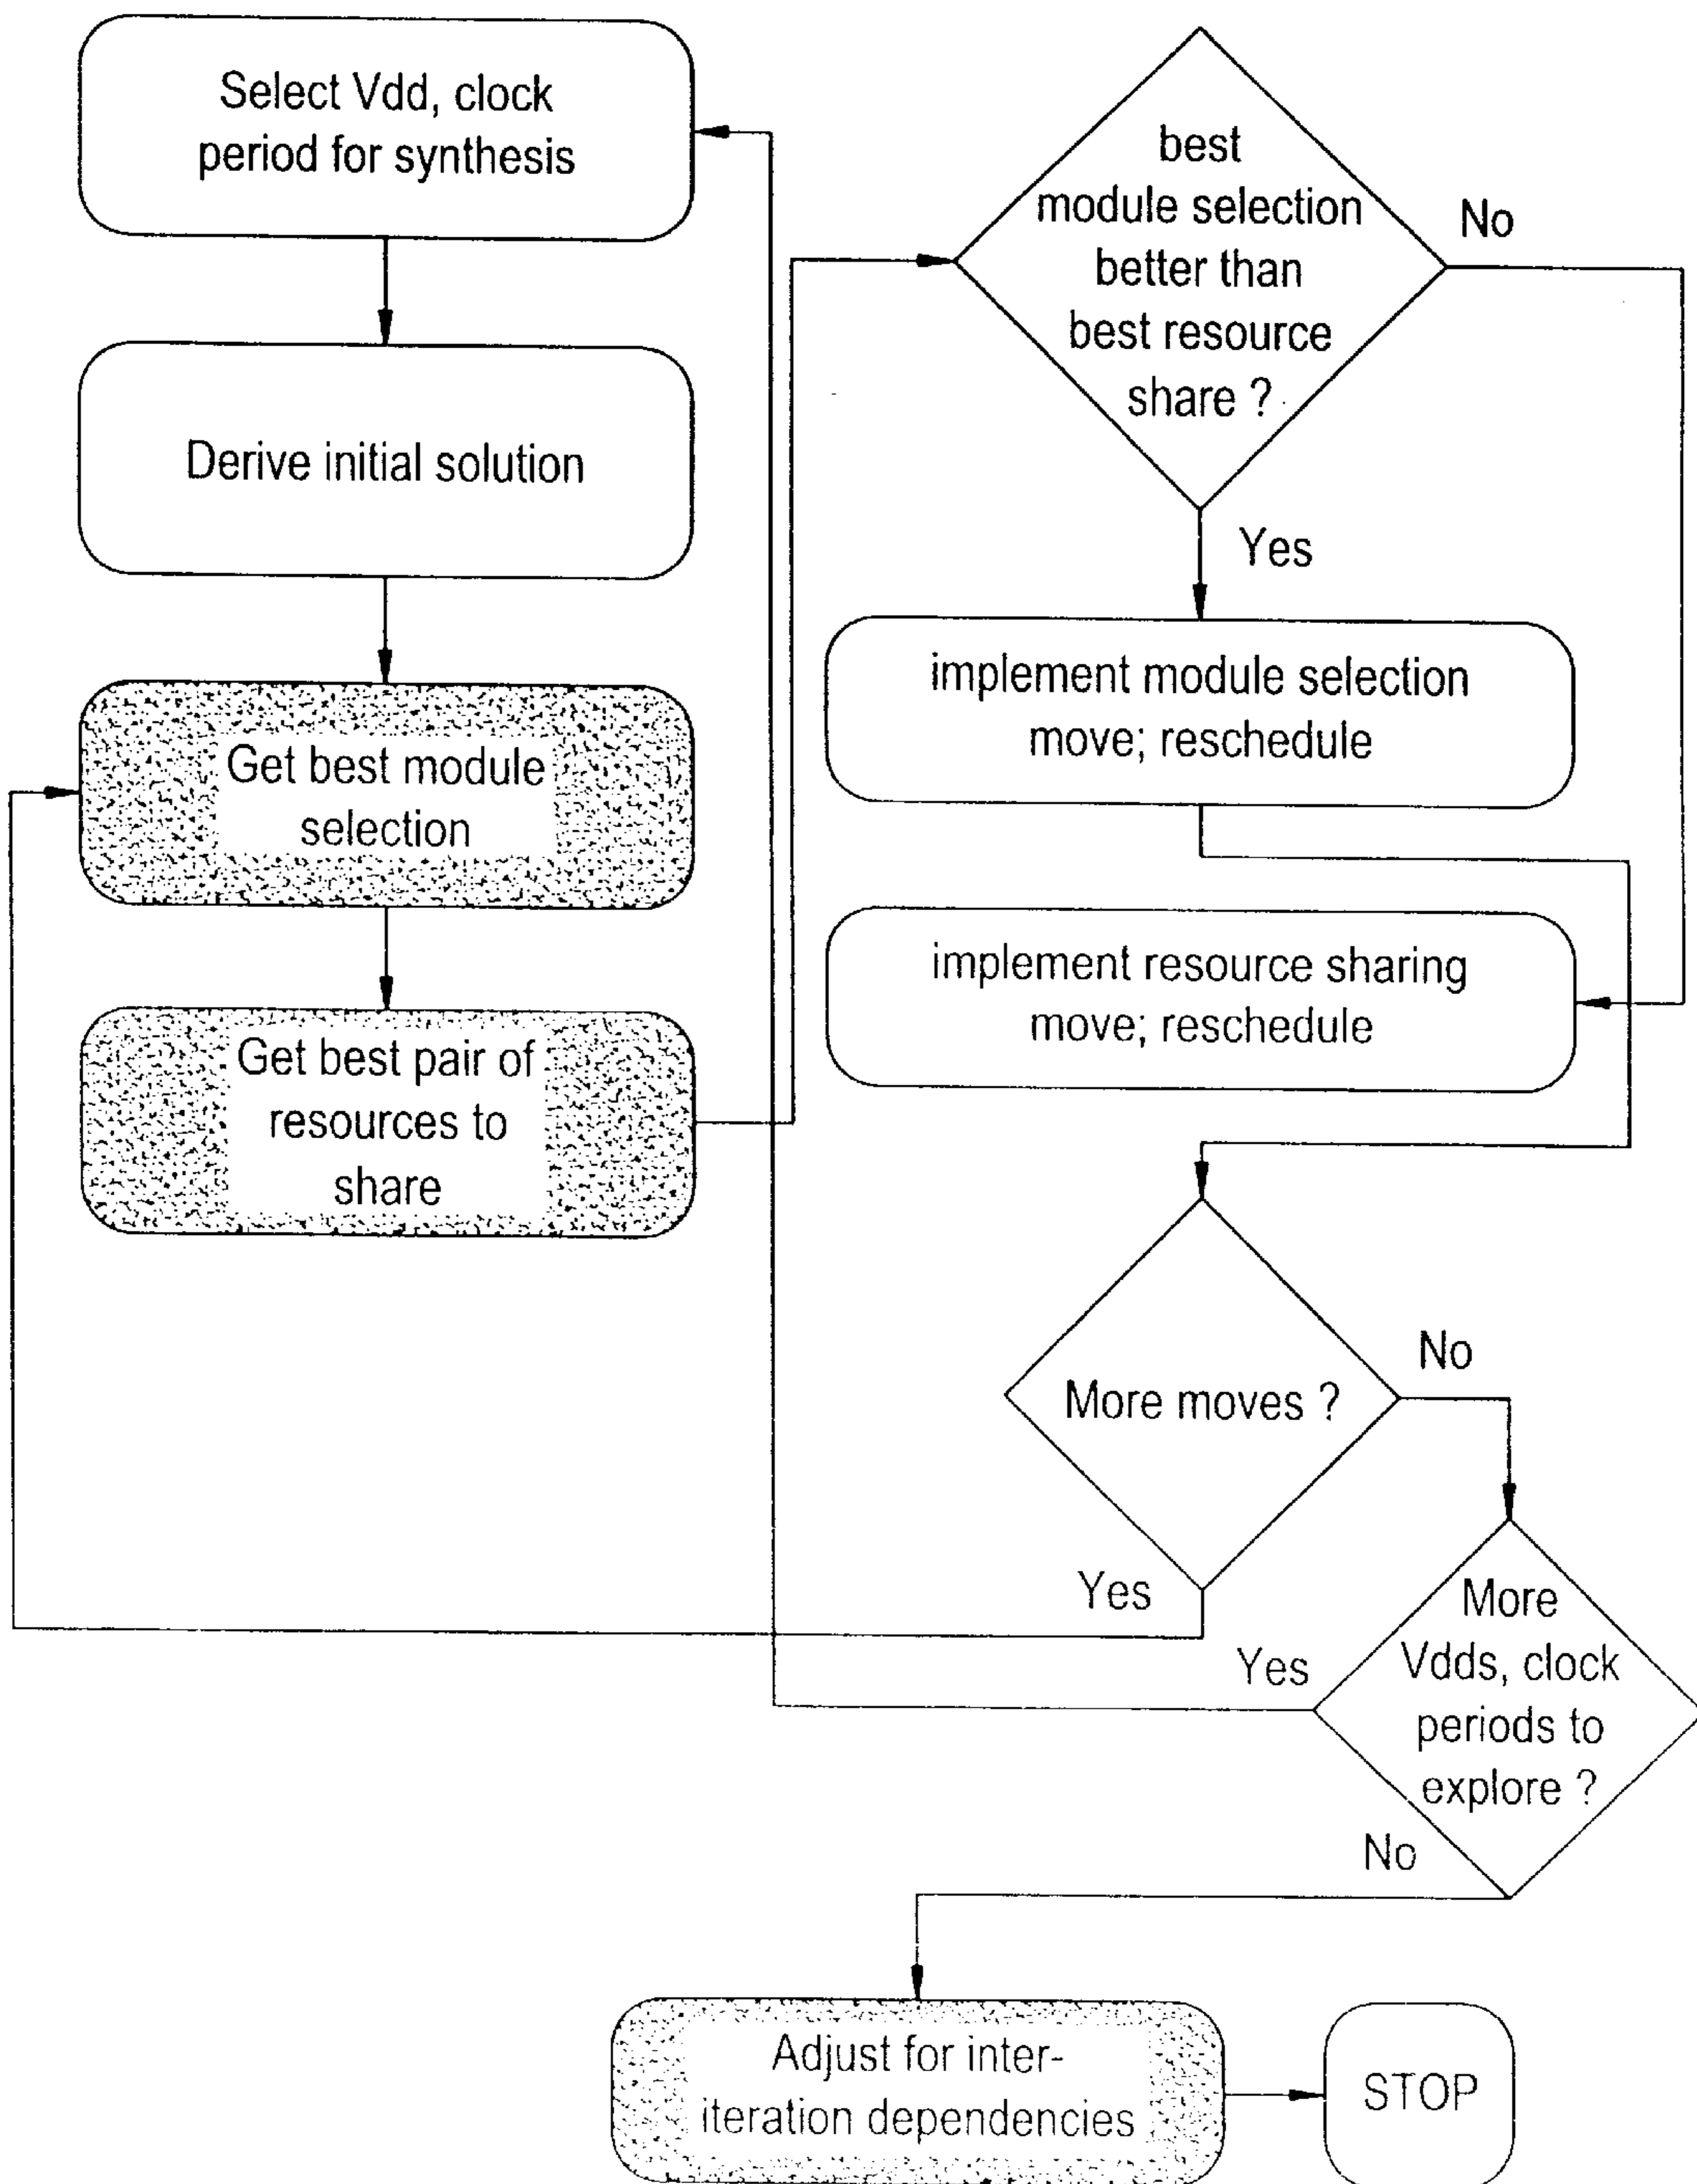 Select Vdd, clock
period for synthesis
Derive initial solution
Get best module
selection
Get best pair of
resources to
share
best
module selection
better than
best resource
share ?
No
Yes
implement module selection
move; reschedule
implement resource sharing
move; reschedule
More moves ?
No
Yes
More
Vdds, clock
periods to
explore ?
Yes
No
Adjust for inter-
iteration dependencies
STOP